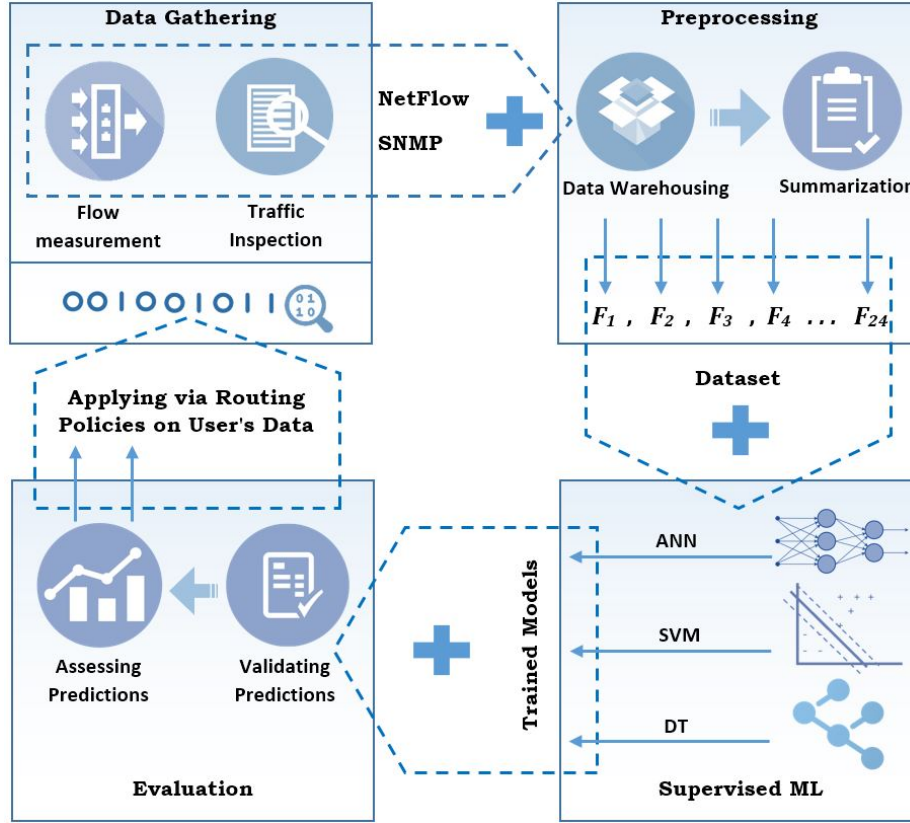 Data Gathering
Flow
measurement
Traffic
Inspection
OOIOOIOII
01
10
NetFlow
SNMP
Preprocessing
Data Warehousing
Summarization
F1 , F2 , F3 , F4 ... F24
Dataset
ANN
SVM
DT
Supervised ML
Trained Models
Validating
Predictions
Assessing
Predictions
Evaluation
Applying via Routing
Policies on User's Data